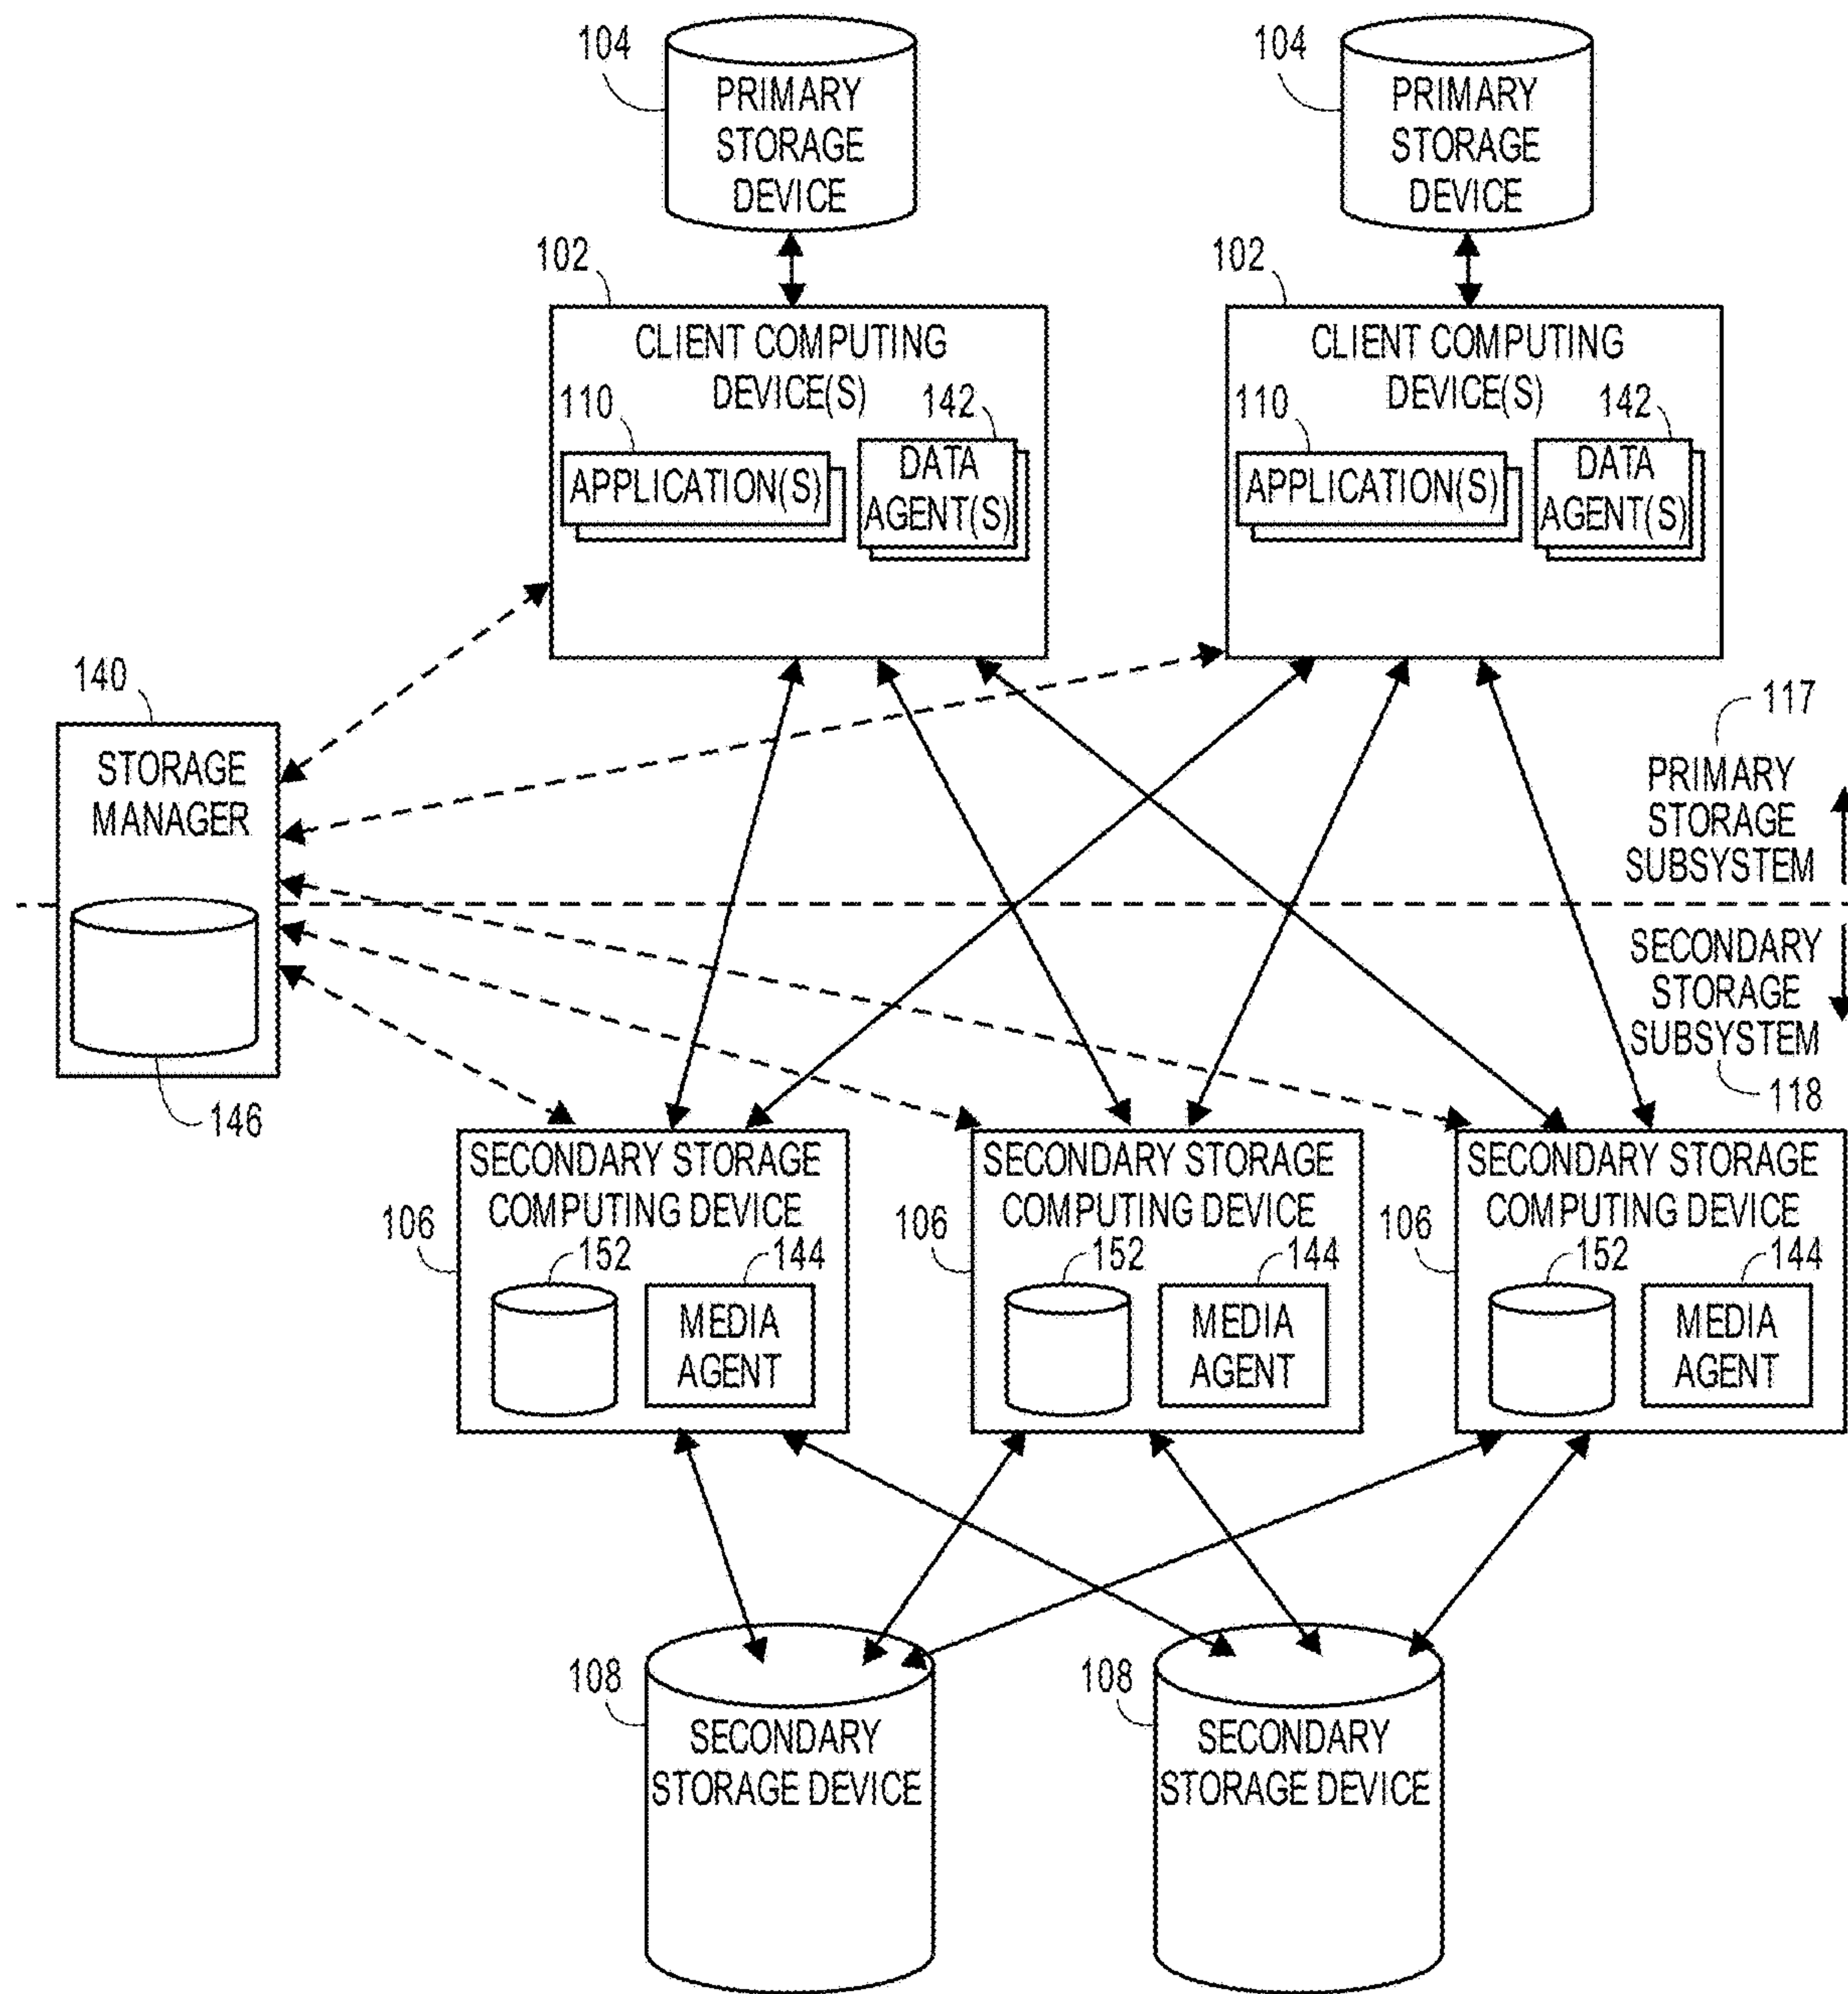 104
PRIMARY
STORAGE
DEVICE
104
PRIMARY
STORAGE
DEVICE
102
CLIENT COMPUTING
DEVICE(S)
110
142
APPLICATION(S)
DATA
AGENT(S)
102
CLIENT COMPUTING
DEVICE(S)
110
142
APPLICATION(S)
DATA
AGENT(S)
140
STORAGE
MANAGER
146
117
PRIMARY
STORAGE
SUBSYSTEM
SECONDARY
STORAGE
SUBSYSTEM
118
SECONDARY STORAGE
COMPUTING DEVICE
106
152
144
MEDIA
AGENT
SECONDARY STORAGE
COMPUTING DEVICE
106
152
144
MEDIA
AGENT
SECONDARY STORAGE
COMPUTING DEVICE
106
152
144
MEDIA
AGENT
108
SECONDARY
STORAGE DEVICE
108
SECONDARY
STORAGE DEVICE